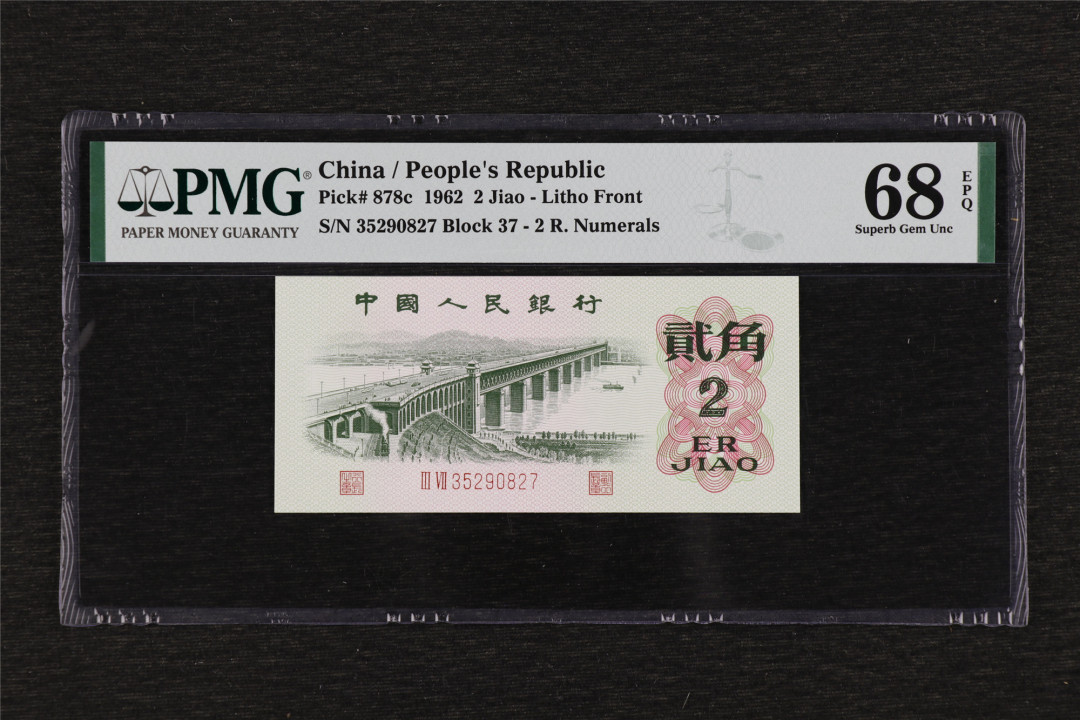 PMG®
PAPER MONEY GUARANTY
China / People's Republic
Pick# 878c 1962 2 Jiao - Litho Front
S/N 35290827 Block 37 - 2 R. Numerals
68
EPQ
Superb Gem Unc
中國人民銀行
貳角
2
ER
JIAO
III VII 35290827